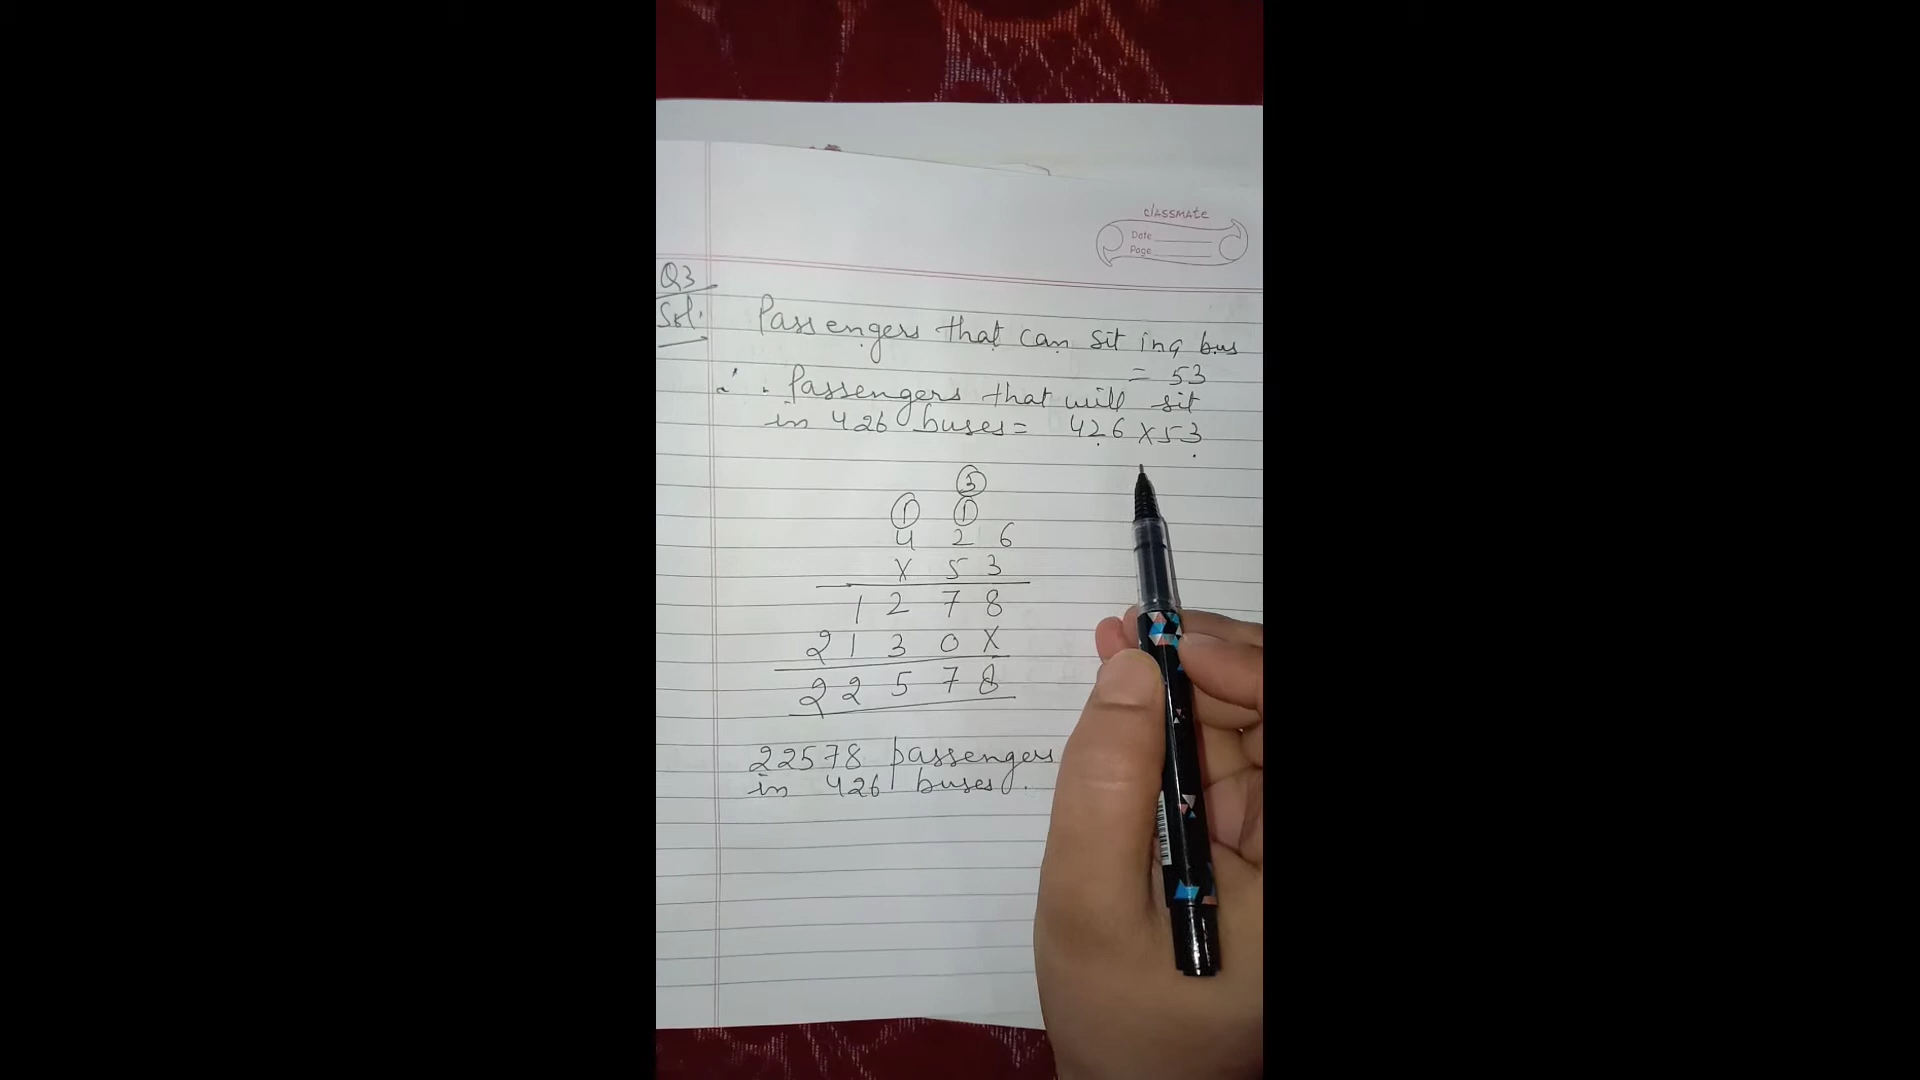 classmate
Date
Page
Q3
Sol:
Passengers that can sit in a bus
= 53
∴ Passengers that will sit
in 426 buses = 426 X 53
3
1 1
4 2 6
X 5 3
1 2 7 8
2 1 3 0 X
2 2 5 7 8
22578 passengers
in 426 buses.